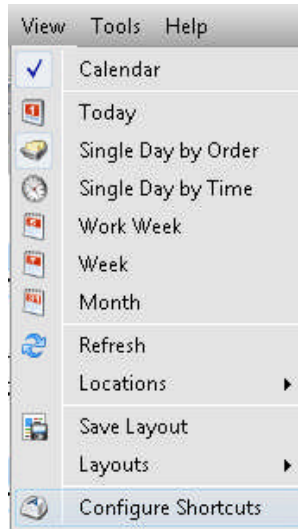 View Tools Help
Calendar
Today
Single Day by Order
Single Day by Time
Work Week
Week
Month
Refresh
Locations
Save Layout
Layouts
Configure Shortcuts